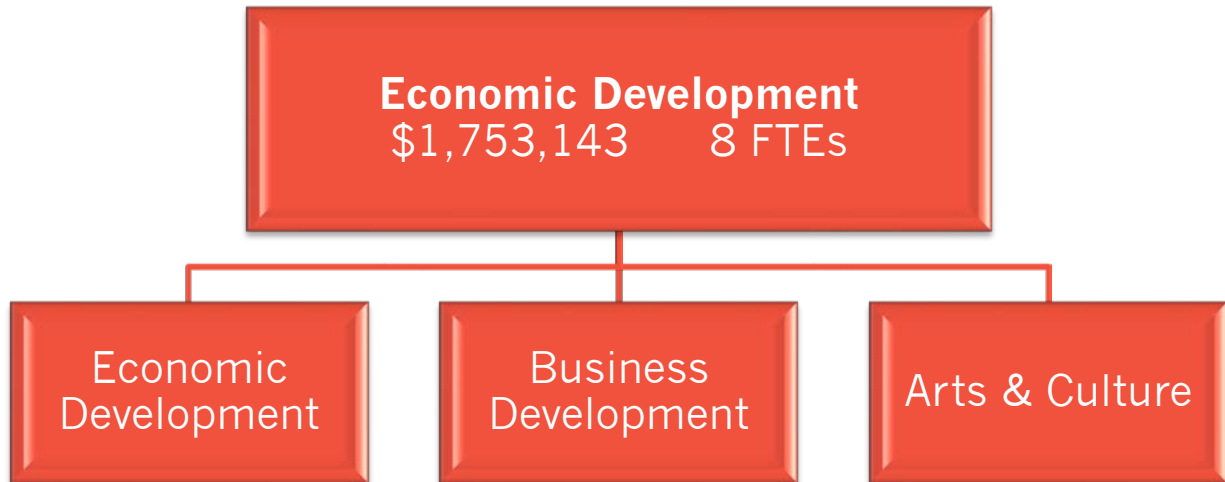 Economic Development
$1,753,143 8 FTEs
Economic
Development
Business
Development
Arts & Culture